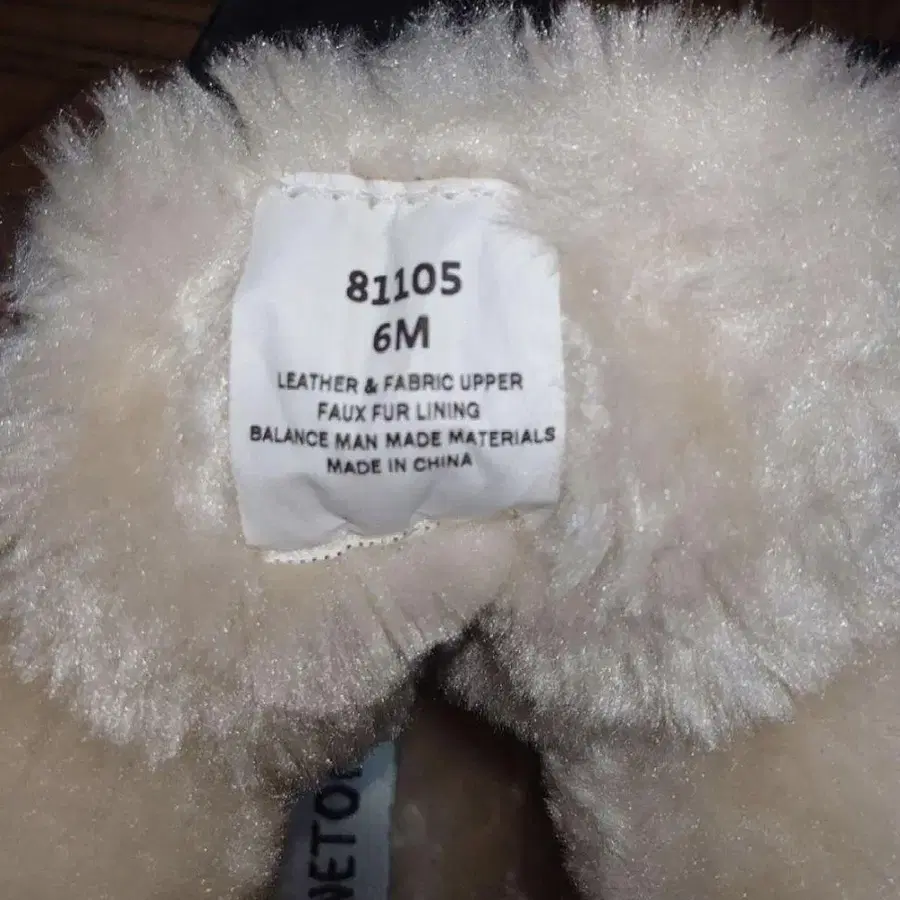 81105
6M
LEATHER & FABRIC UPPER
FAUX FUR LINING
BALANCE MAN MADE MATERIALS
MADE IN CHINA